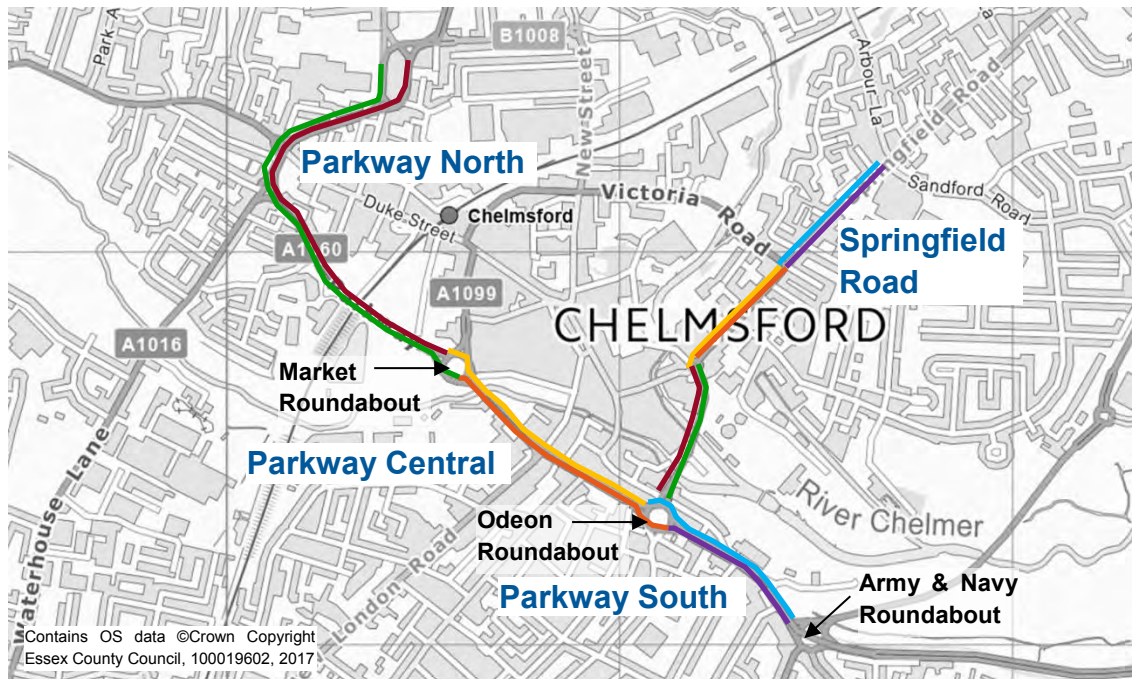 Park-A
B1008
New Street
Arbour La
ngfield Road
Parkway North
Victoria Road
Sandford Road
Duke Street
Chelmsford
Springfield
Road
A1060
A1099
CHELMSFORD
A1016
Market
Roundabout
Parkway Central
Waterhouse Lane
River Chelmer
Odeon
Roundabout
London Road
Parkway South
Army & Navy
Roundabout
Contains OS data ©Crown Copyright
Essex County Council, 100019602, 2017